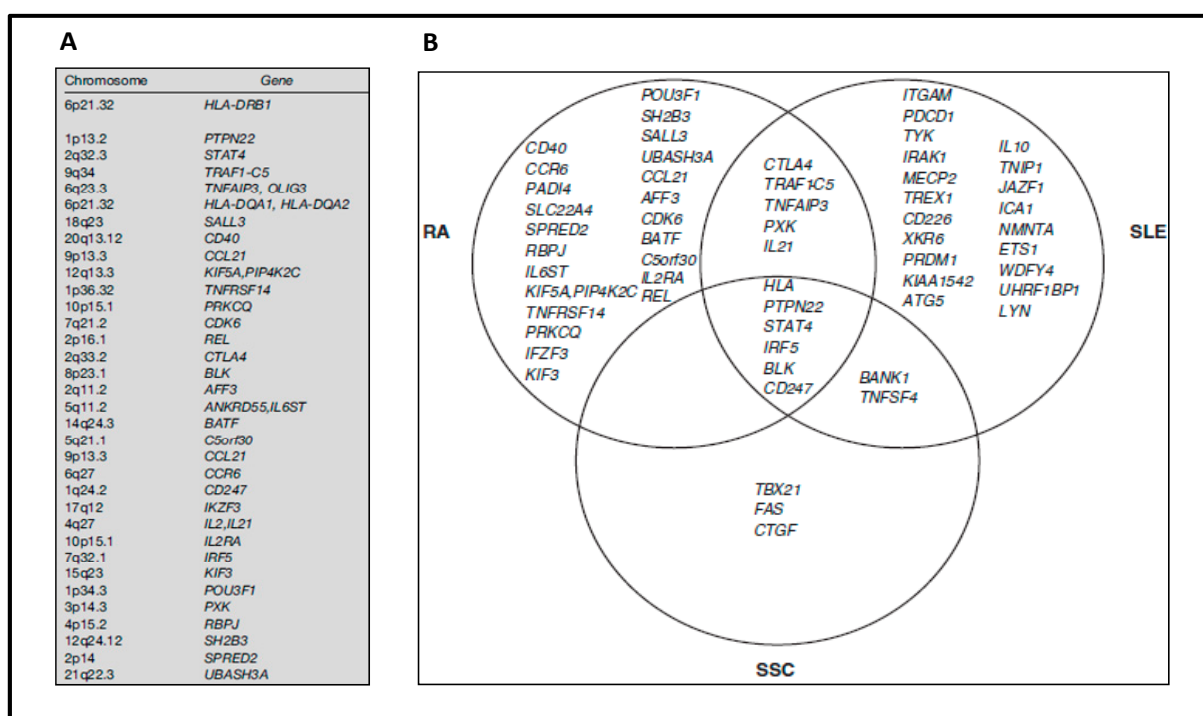 A
Chromosome Gene
6p21.32 HLA-DRB1
1p13.2 PTPN22
2q32.3 STAT4
9q34 TRAF1-C5
6q23.3 TNFAIP3, OLIG3
6p21.32 HLA-DQA1, HLA-DQA2
18q23 SALL3
20q13.12 CD40
9p13.3 CCL21
12q13.3 KIF5A,PIP4K2C
1p36.32 TNFRSF14
10p15.1 PRKCQ
7q21.2 CDK6
2p16.1 REL
2q33.2 CTLA4
8p23.1 BLK
2q11.2 AFF3
5q11.2 ANKRD55,IL6ST
14q24.3 BATF
5q21.1 C5orf30
9p13.3 CCL21
6q27 CCR6
1q24.2 CD247
17q12 IKZF3
4q27 IL2,IL21
10p15.1 IL2RA
7q32.1 IRF5
15q23 KIF3
1p34.3 POU3F1
3p14.3 PXK
4p15.2 RBPJ
12q24.12 SH2B3
2p14 SPRED2
21q22.3 UBASH3A
B
RA
CD40
CCR6
PADI4
SLC22A4
SPRED2
RBPJ
IL6ST
KIF5A,PIP4K2C
TNFRSF14
PRKCQ
IFZF3
KIF3
POU3F1
SH2B3
SALL3
UBASH3A
CCL21
AFF3
CDK6
BATF
C5orf30
IL2RA
REL
CTLA4
TRAF1C5
TNFAIP3
PXK
IL21
HLA
PTPN22
STAT4
IRF5
BLK
CD247
ITGAM
PDCD1
TYK
IRAK1
MECP2
TREX1
CD226
XKR6
PRDM1
KIAA1542
ATG5
IL10
TNIP1
JAZF1
ICA1
NMNTA
ETS1
WDFY4
UHRF1BP1
LYN
SLE
BANK1
TNFSF4
TBX21
FAS
CTGF
SSC